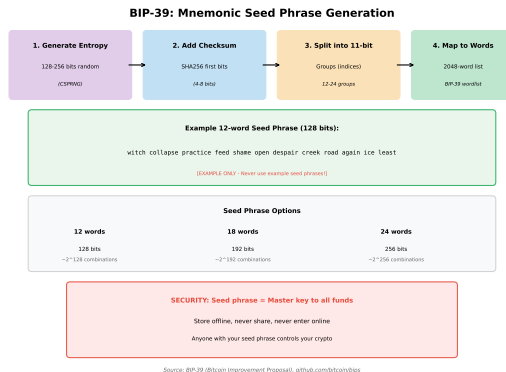 BIP-39: Mnemonic Seed Phrase Generation
1. Generate Entropy
128-256 bits random
(CSPRNG)
2. Add Checksum
SHA256 first bits
(4-8 bits)
3. Split into 11-bit
Groups (indices)
12-24 groups
4. Map to Words
2048-word list
BIP-39 wordlist
Example 12-word Seed Phrase (128 bits):
witch collapse practice feed shame open despair creek road again ice least
[EXAMPLE ONLY - Never use example seed phrases!]
Seed Phrase Options
12 words
128 bits
~2^128 combinations
18 words
192 bits
~2^192 combinations
24 words
256 bits
~2^256 combinations
SECURITY: Seed phrase = Master key to all funds
Store offline, never share, never enter online
Anyone with your seed phrase controls your crypto
Source: BIP-39 (Bitcoin Improvement Proposal), github.com/bitcoin/bips